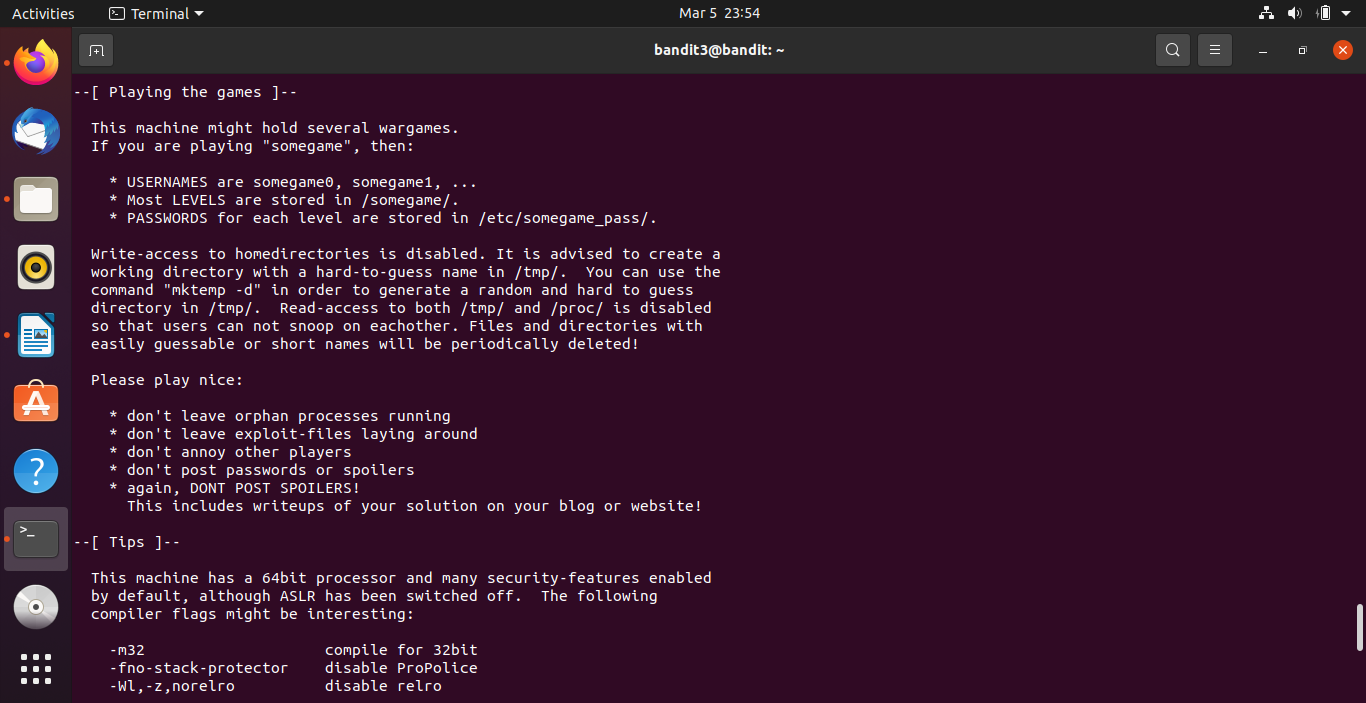 Activities
Terminal
Mar 5 23:54
bandit3@bandit: ~
--[ Playing the games ]--
This machine might hold several wargames.
If you are playing "somegame", then:
* USERNAMES are somegame0, somegame1, ...
* Most LEVELS are stored in /somegame/.
* PASSWORDS for each level are stored in /etc/somegame_pass/.
Write-access to homedirectories is disabled. It is advised to create a
working directory with a hard-to-guess name in /tmp/.  You can use the
command "mktemp -d" in order to generate a random and hard to guess
directory in /tmp/.  Read-access to both /tmp/ and /proc/ is disabled
so that users can not snoop on eachother. Files and directories with
easily guessable or short names will be periodically deleted!
Please play nice:
* don't leave orphan processes running
* don't leave exploit-files laying around
* don't annoy other players
* don't post passwords or spoilers
* again, DONT POST SPOILERS!
This includes writeups of your solution on your blog or website!
--[ Tips ]--
This machine has a 64bit processor and many security-features enabled
by default, although ASLR has been switched off.  The following
compiler flags might be interesting:
-m32                    compile for 32bit
-fno-stack-protector    disable ProPolice
-Wl,-z,norelro          disable relro